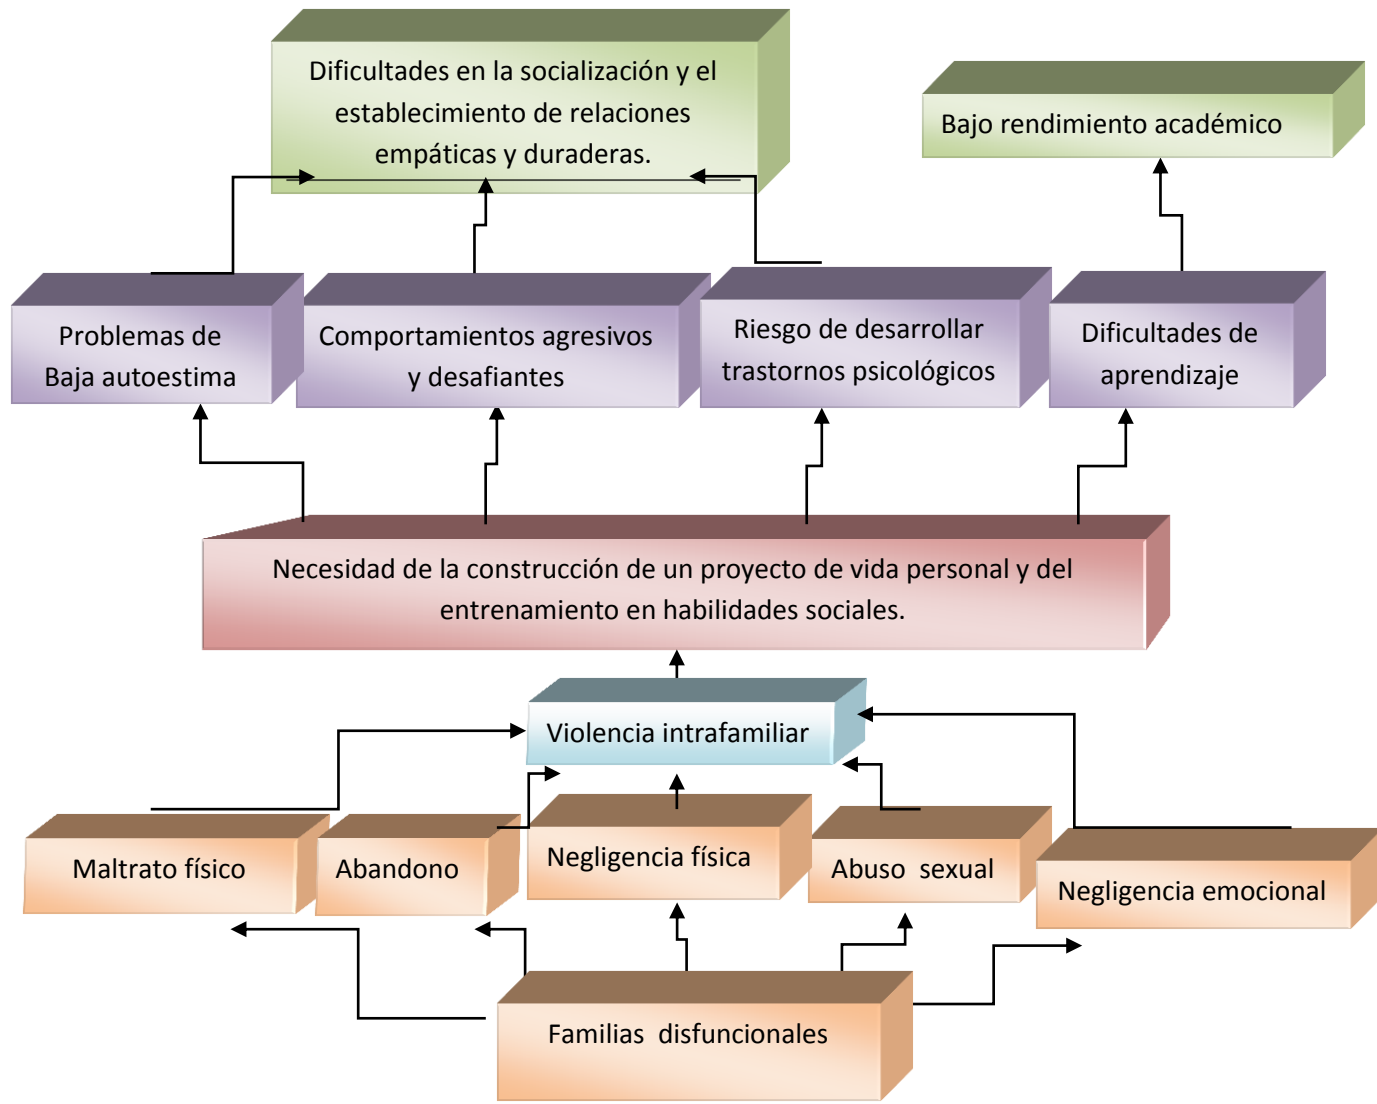 Dificultades en la socialización y el
establecimiento de relaciones
empáticas y duraderas.
Bajo rendimiento académico
Problemas de
Baja autoestima
Comportamientos agresivos
y desafiantes
Riesgo de desarrollar
trastornos psicológicos
Dificultades de
aprendizaje
Necesidad de la construcción de un proyecto de vida personal y del
entrenamiento en habilidades sociales.
Violencia intrafamiliar
Maltrato físico
Abandono
Negligencia física
Abuso sexual
Negligencia emocional
Familias disfuncionales